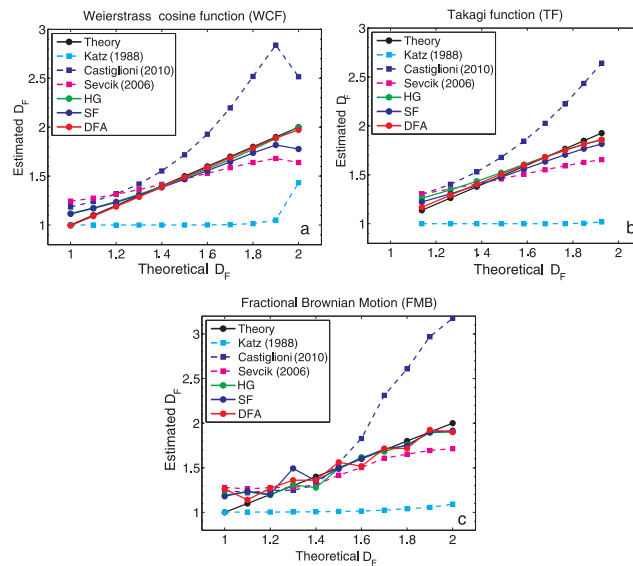 Weierstrass cosine function (WCF)
3
2.5
2
1.5
1
Estimated D_F
Theory
Katz (1988)
Castiglioni (2010)
Sevcik (2006)
HG
SF
DFA
a
1 1.2 1.4 1.6 1.8 2
Theoretical D_F
Takagi function (TF)
3
2.5
2
1.5
1
Estimated D_F
Theory
Katz (1988)
Castiglioni (2010)
Sevcik (2006)
HG
SF
DFA
b
1 1.2 1.4 1.6 1.8 2
Theoretical D_F
Fractional Brownian Motion (FMB)
3
2.5
2
1.5
1
Estimated D_F
Theory
Katz (1988)
Castiglioni (2010)
Sevcik (2006)
HG
SF
DFA
c
1 1.2 1.4 1.6 1.8 2
Theoretical D_F